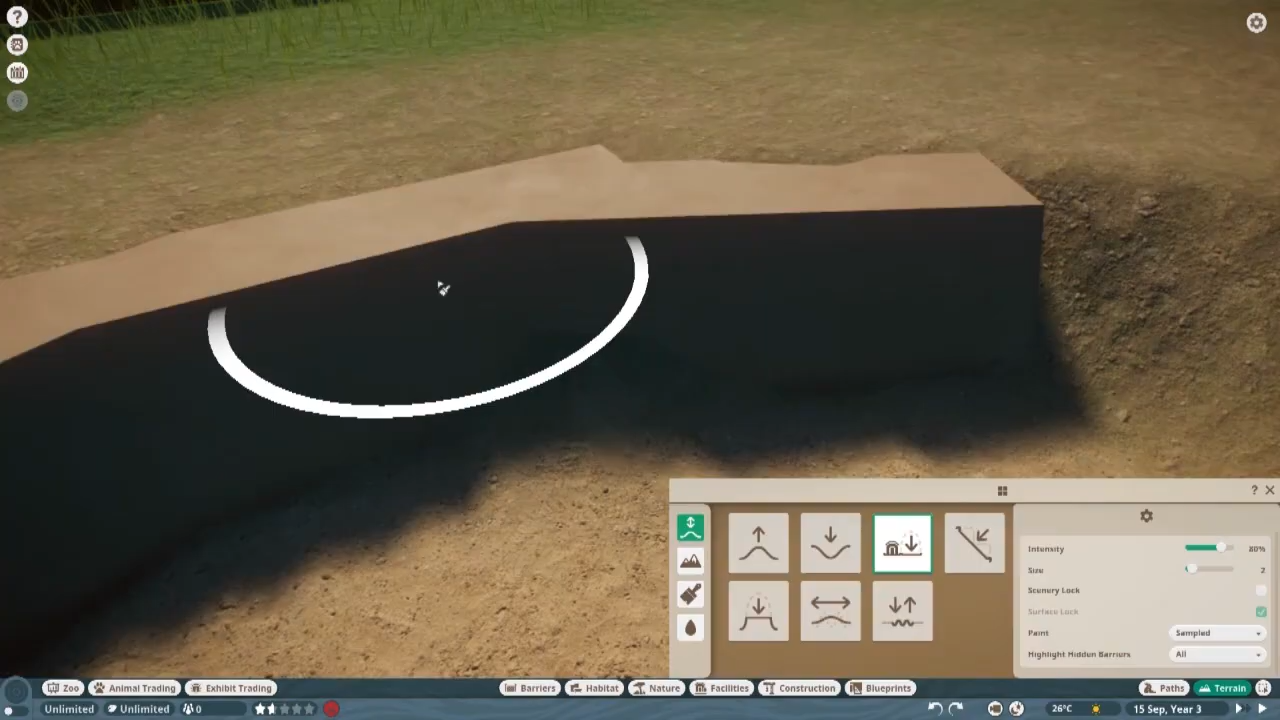 ?
? ×
Intensity 80%
Size 2
Scenery Lock
Surface Lock
Paint Sampled
Highlight Hidden Barriers All
Zoo Animal Trading Exhibit Trading Barriers Habitat Nature Facilities Construction Blueprints Paths Terrain
Unlimited Unlimited 0 26°C 15 Sep, Year 3